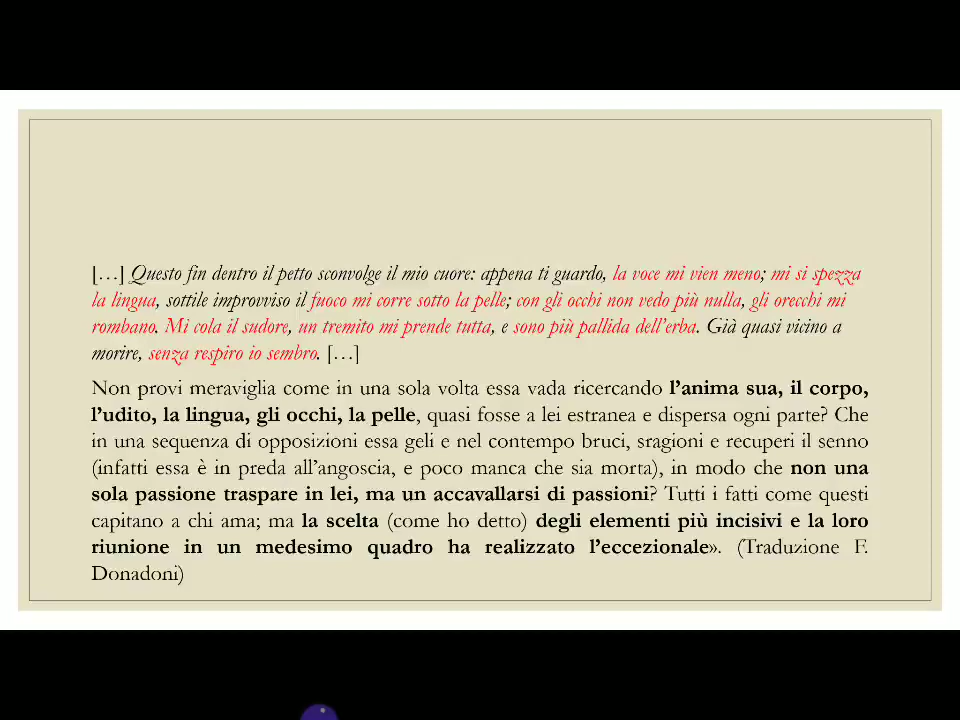 […] Questo fin dentro il petto sconvolge il mio cuore: appena ti guardo, la voce mi vien meno; mi si spezza
la lingua, sottile improvviso il fuoco mi corre sotto la pelle; con gli occhi non vedo più nulla, gli orecchi mi
rombano. Mi cola il sudore, un tremito mi prende tutta, e sono più pallida dell’erba. Già quasi vicino a
morire, senza respiro io sembro. […]
Non provi meraviglia come in una sola volta essa vada ricercando l’anima sua, il corpo,
l’udito, la lingua, gli occhi, la pelle, quasi fosse a lei estranea e dispersa ogni parte? Che
in una sequenza di opposizioni essa geli e nel contempo bruci, sragioni e recuperi il senno
(infatti essa è in preda all’angoscia, e poco manca che sia morta), in modo che non una
sola passione traspare in lei, ma un accavallarsi di passioni? Tutti i fatti come questi
capitano a chi ama; ma la scelta (come ho detto) degli elementi più incisivi e la loro
riunione in un medesimo quadro ha realizzato l’eccezionale». (Traduzione F.
Donadoni)